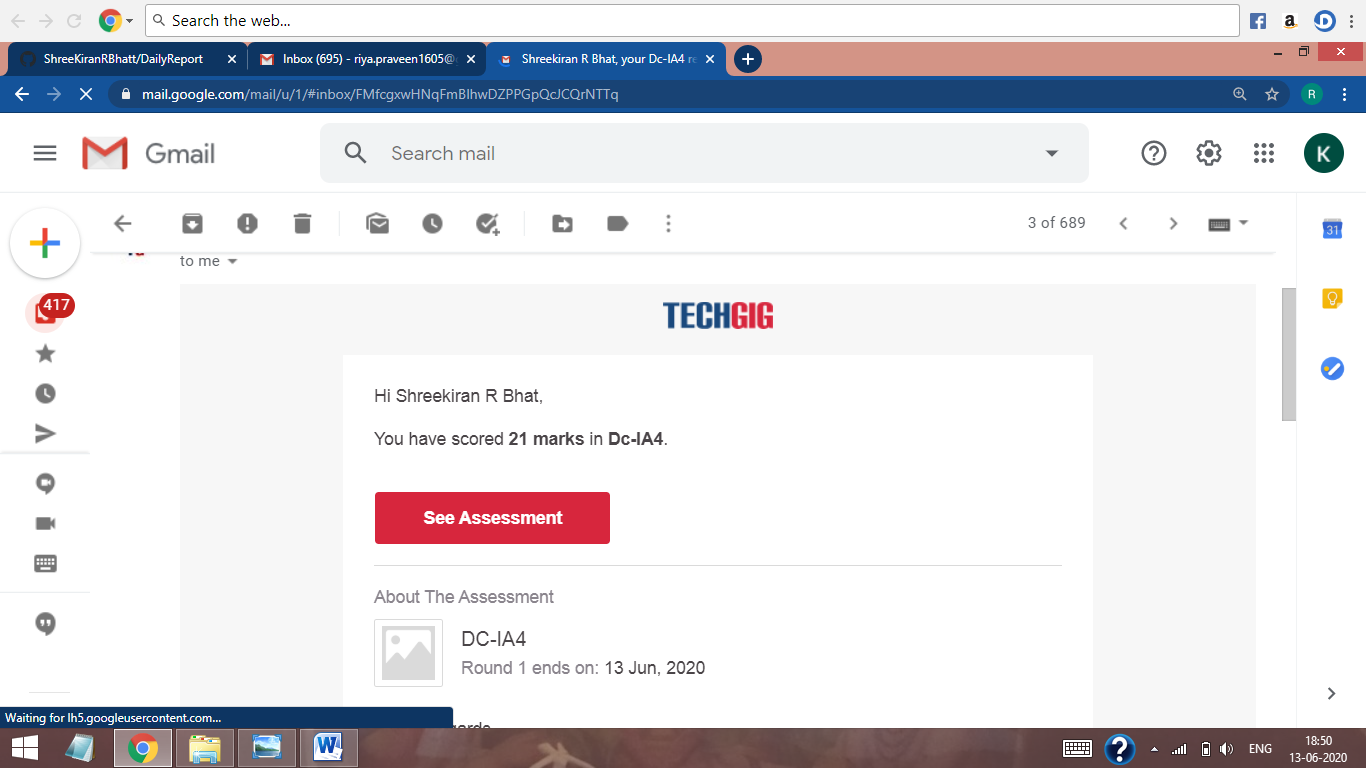 Search the web...
ShreeKiranRBhatt/DailyReport
Inbox (695) - riya.praveen1605@
Shreekiran R Bhat, your Dc-IA4 re
mail.google.com/mail/u/1/#inbox/FMfcgxwHNqFmBlhwDZPPGpQcJCQrNTTq
R
Gmail
Search mail
K
3 of 689
31
to me
417
TECHGIG
Hi Shreekiran R Bhat,
You have scored 21 marks in Dc-IA4.
See Assessment
About The Assessment
DC-IA4
Round 1 ends on: 13 Jun, 2020
Waiting for lh5.googleusercontent.com...
ENG
18:50
13-06-2020